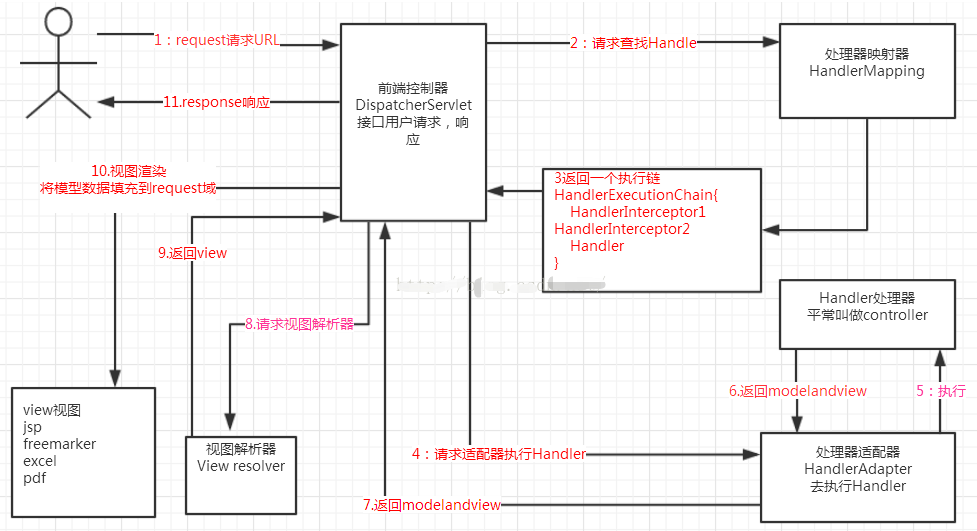 1：request请求URL
2：请求查找Handle
处理器映射器
HandlerMapping
前端控制器
DispatcherServlet
接口用户请求，响
应
11.response响应
10.视图渲染
将模型数据填充到request域
3返回一个执行链
HandlerExecutionChain{
HandlerInterceptor1
HandlerInterceptor2
Handler
}
9.返回view
8.请求视图解析器
Handler处理器
平常叫做controller
6.返回modelandview
5：执行
view视图
jsp
freemarker
excel
pdf
视图解析器
View resolver
4：请求适配器执行Handler
处理器适配器
HandlerAdapter
去执行Handler
7.返回modelandview